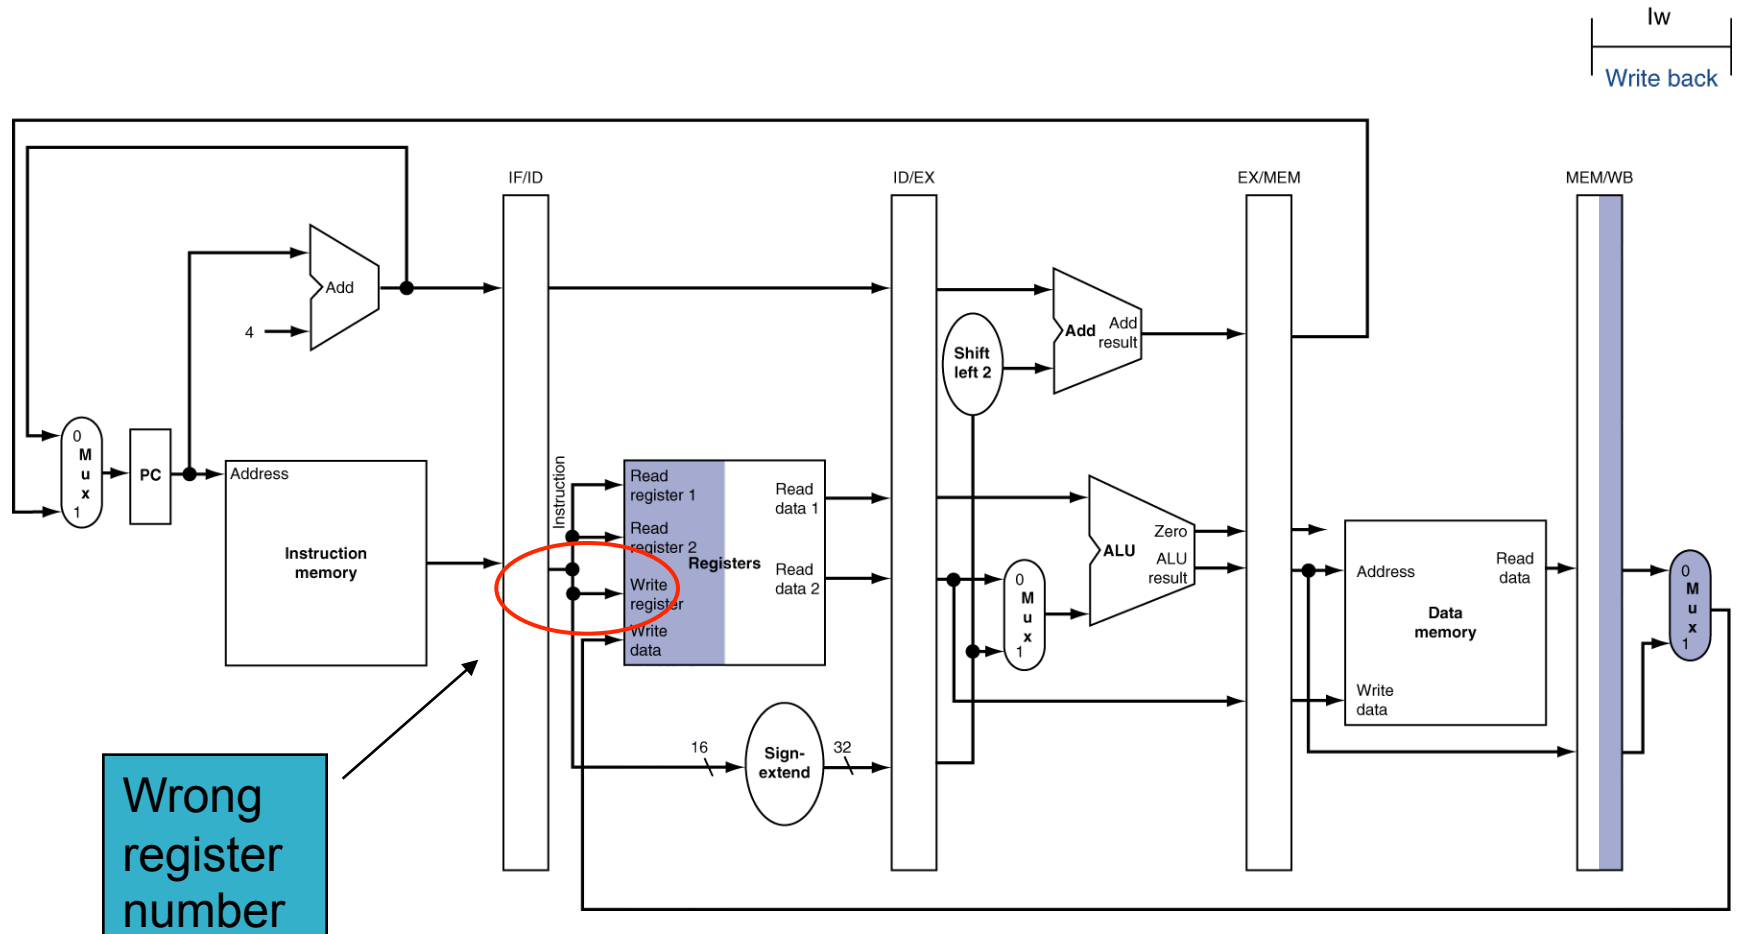 lw
Write back
IF/ID
ID/EX
EX/MEM
MEM/WB
Add
4
Shift
left 2
Add
Add
result
0
M
u
x
1
PC
Address
Instruction
memory
Instruction
Read
register 1
Read
register 2
Registers
Write
register
Write
data
Read
data 1
Read
data 2
16
Sign-
extend
32
0
M
u
x
1
ALU
Zero
ALU
result
Address
Read
data
Data
memory
Write
data
0
M
u
x
1
Wrong
register
number